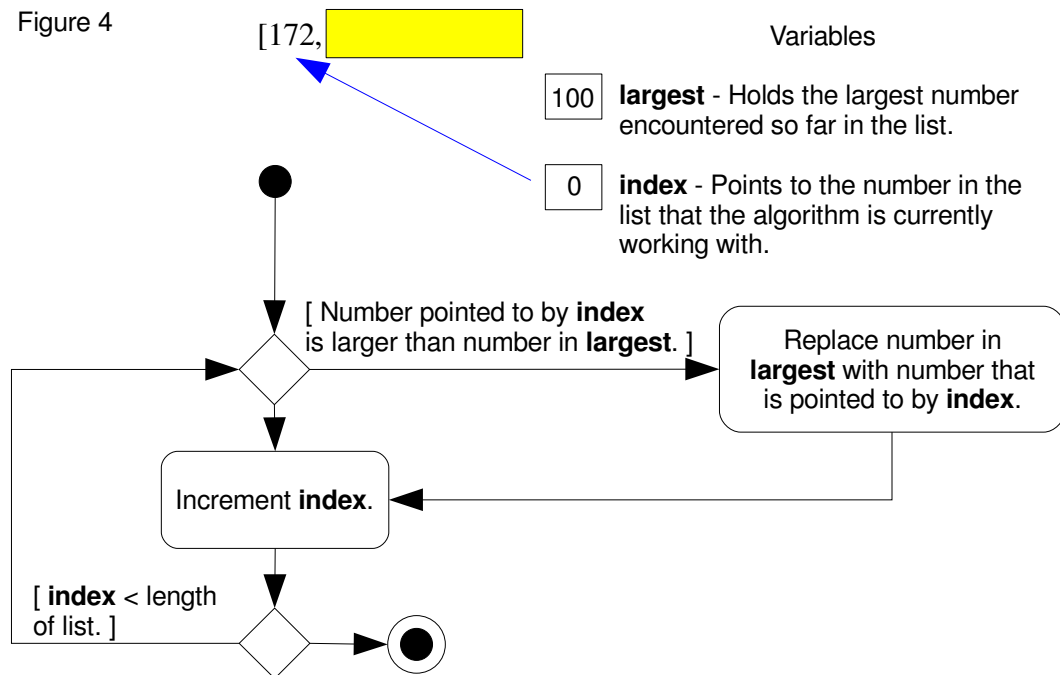 Figure 4
[172,
Variables
100
largest - Holds the largest number
encountered so far in the list.
0
index - Points to the number in the
list that the algorithm is currently
working with.
[ Number pointed to by index
is larger than number in largest. ]
Replace number in
largest with number that
is pointed to by index.
Increment index.
[ index < length
of list. ]